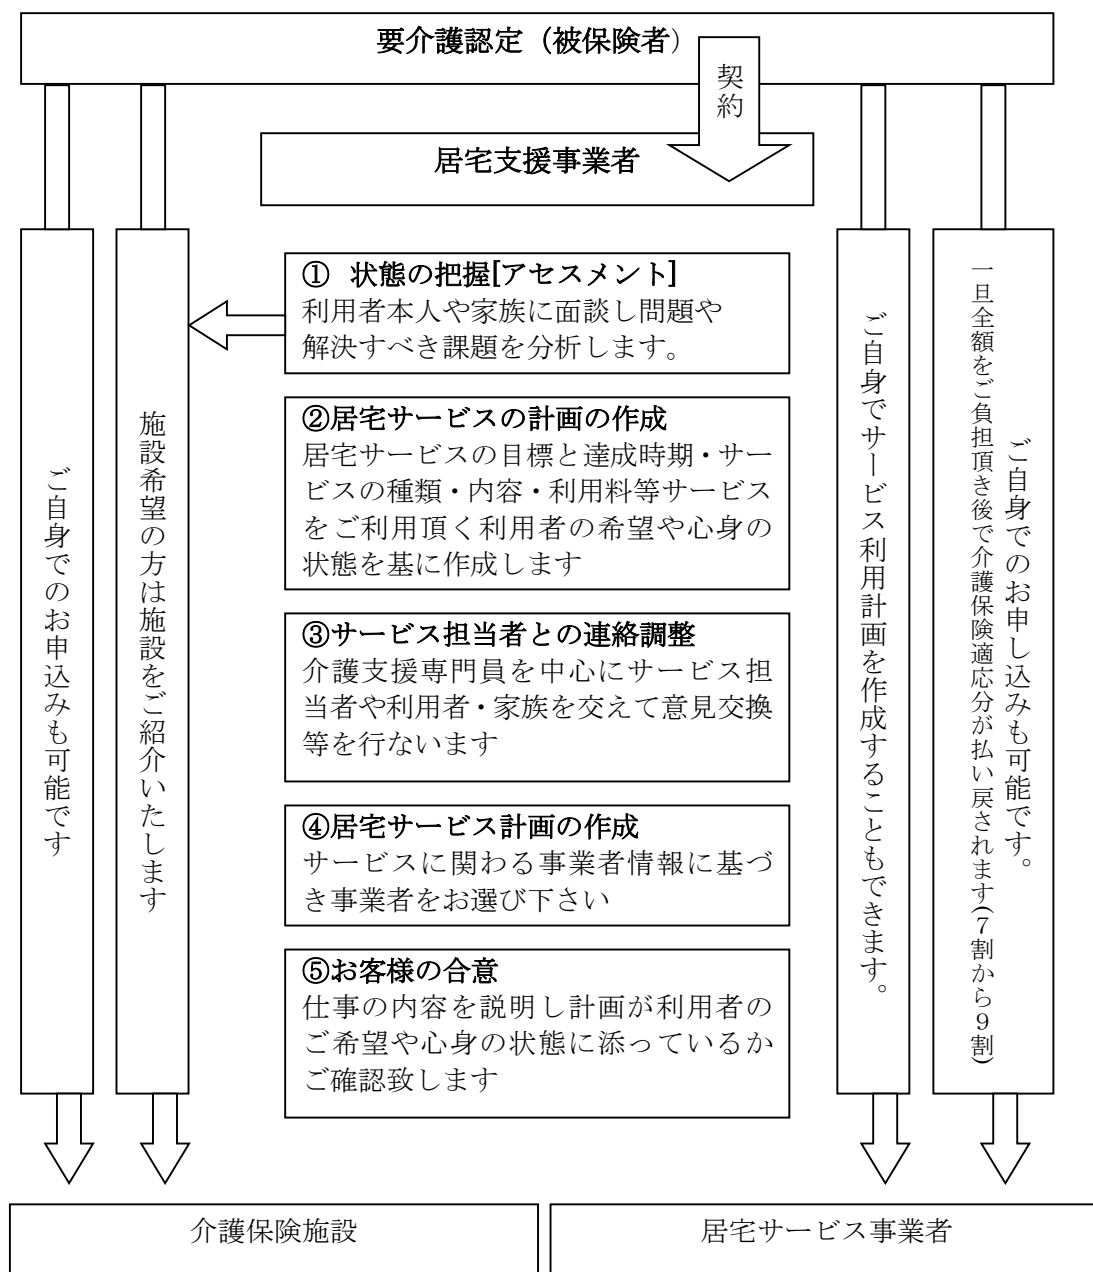 要介護認定（被保険者）
契約
居宅支援事業者
ご自身でのお申込みも可能です
施設希望の方は施設をご紹介いたします
① 状態の把握[アセスメント]
利用者本人や家族に面談し問題や
解決すべき課題を分析します。
②居宅サービスの計画の作成
居宅サービスの目標と達成時期・サー
ビスの種類・内容・利用料等サービス
をご利用頂く利用者の希望や心身の
状態を基に作成します
③サービス担当者との連絡調整
介護支援専門員を中心にサービス担
当者や利用者・家族を交えて意見交換
等を行ないます
④居宅サービス計画の作成
サービスに関わる事業者情報に基づ
き事業者をお選び下さい
⑤お客様の合意
仕事の内容を説明し計画が利用者の
ご希望や心身の状態に添っているか
ご確認致します
ご自身でサービス利用計画を作成することもできます。
ご自身でのお申し込みも可能です。
一旦全額をご負担頂き後で介護保険適応分が払い戻されます(７割から９割)
介護保険施設
居宅サービス事業者